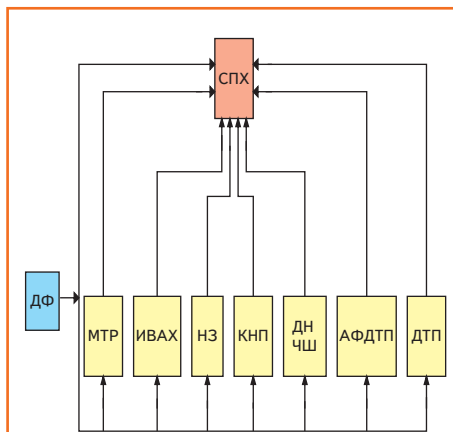 СПХ
ДФ
МТР
ИВАХ
НЗ
КНП
ДН
ЧШ
АФДТП
ДТП